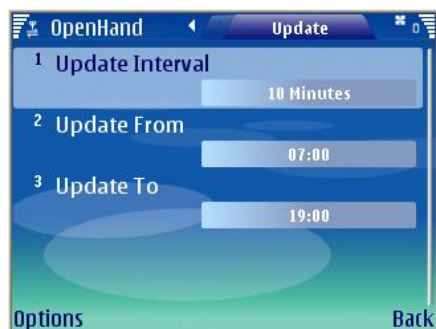 OpenHand Update
1 Update Interval
10 Minutes
2 Update From
07:00
3 Update To
19:00
Options Back